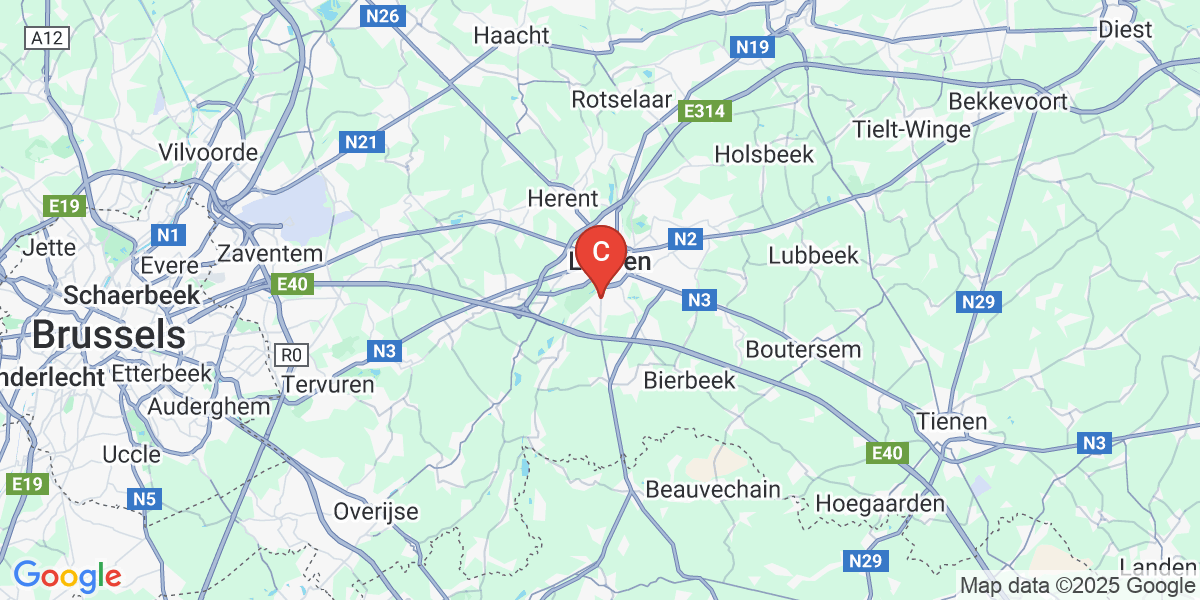 N26
A12
Haacht
Diest
N19
Rotselaar
E314
Bekkevoort
Tielt-Winge
N21
Vilvoorde
Holsbeek
Herent
E19
N1
Jette
Zaventem
N2
C
Evere
Lubbeek
E40
Schaerbeek
N3
N29
Brussels
R0
N3
Boutersem
nderlecht
Etterbeek
Tervuren
Bierbeek
Auderghem
Tienen
N3
Uccle
E40
E19
N5
Beauvechain
Hoegaarden
Overijse
N29
Landen
Google
Map data ©2025 Google